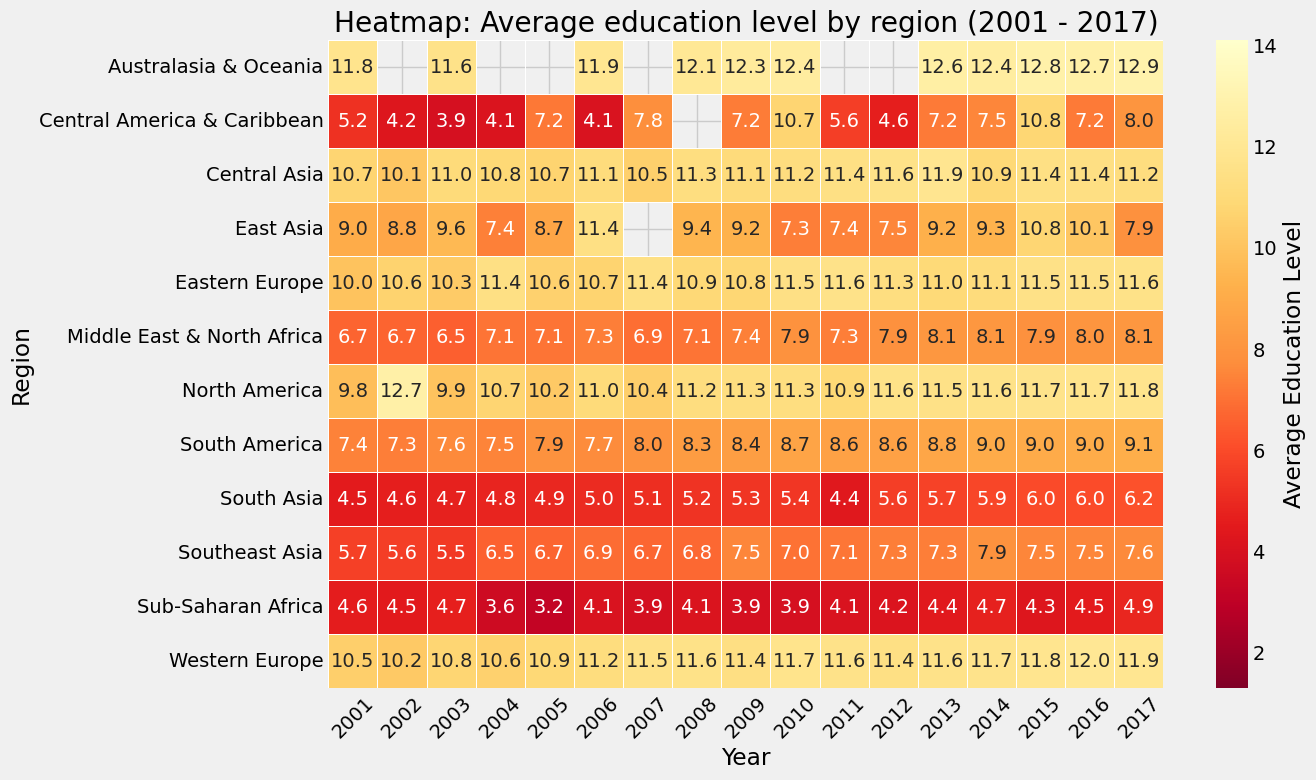 Heatmap: Average education level by region (2001 - 2017)
Australasia & Oceania 11.8 11.6 11.9 12.1 12.3 12.4 12.6 12.4 12.8 12.7 12.9
Central America & Caribbean 5.2 4.2 3.9 4.1 7.2 4.1 7.8 7.2 10.7 5.6 4.6 7.2 7.5 10.8 7.2 8.0
Central Asia 10.7 10.1 11.0 10.8 10.7 11.1 10.5 11.3 11.1 11.2 11.4 11.6 11.9 10.9 11.4 11.4 11.2
East Asia 9.0 8.8 9.6 7.4 8.7 11.4 9.4 9.2 7.3 7.4 7.5 9.2 9.3 10.8 10.1 7.9
Eastern Europe 10.0 10.6 10.3 11.4 10.6 10.7 11.4 10.9 10.8 11.5 11.6 11.3 11.0 11.1 11.5 11.5 11.6
Middle East & North Africa 6.7 6.7 6.5 7.1 7.1 7.3 6.9 7.1 7.4 7.9 7.3 7.9 8.1 8.1 7.9 8.0 8.1
North America 9.8 12.7 9.9 10.7 10.2 11.0 10.4 11.2 11.3 11.3 10.9 11.6 11.5 11.6 11.7 11.7 11.8
South America 7.4 7.3 7.6 7.5 7.9 7.7 8.0 8.3 8.4 8.7 8.6 8.6 8.8 9.0 9.0 9.0 9.1
South Asia 4.5 4.6 4.7 4.8 4.9 5.0 5.1 5.2 5.3 5.4 4.4 5.6 5.7 5.9 6.0 6.0 6.2
Southeast Asia 5.7 5.6 5.5 6.5 6.7 6.9 6.7 6.8 7.5 7.0 7.1 7.3 7.3 7.9 7.5 7.5 7.6
Sub-Saharan Africa 4.6 4.5 4.7 3.6 3.2 4.1 3.9 4.1 3.9 3.9 4.1 4.2 4.4 4.7 4.3 4.5 4.9
Western Europe 10.5 10.2 10.8 10.6 10.9 11.2 11.5 11.6 11.4 11.7 11.6 11.4 11.6 11.7 11.8 12.0 11.9
2001 2002 2003 2004 2005 2006 2007 2008 2009 2010 2011 2012 2013 2014 2015 2016 2017
Year
Region
14
12
10
8
6
4
2
Average Education Level